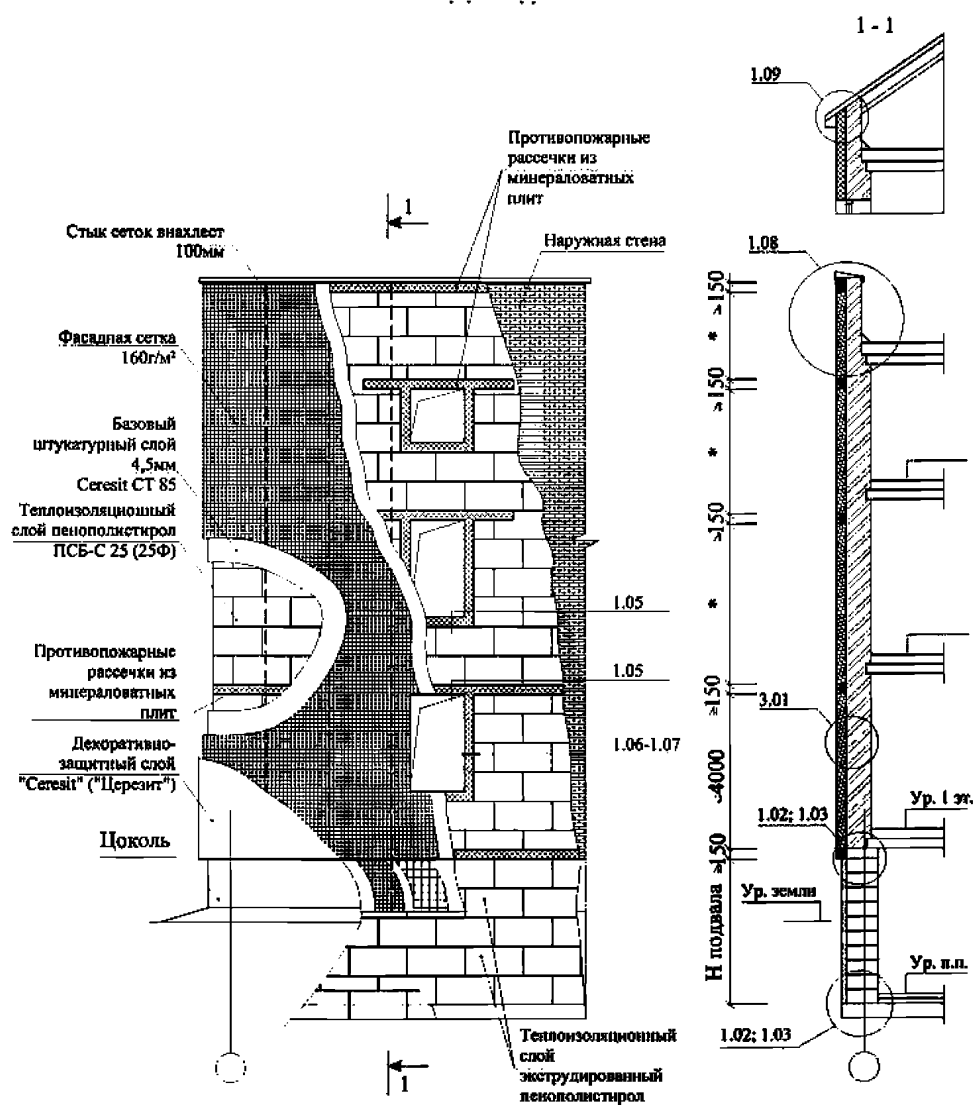 1 - 1
1.09
Противопожарные
рассечки из
минераловатных
плит
1
Стык сеток внахлест
100мм
Наружная стена
1.08
Фасадная сетка
160г/м²
Базовый
штукатурный слой
4,5мм
Ceresit CT 85
Теплоизоляционный
слой пенополистирол
ПСБ-С 25 (25Ф)
Противопожарные
рассечки из
минераловатных
плит
Декоративно-
защитный слой
"Ceresit" ("Церезит")
Цоколь
1.05
1.05
1.06-1.07
150
*
150
*
150
*
150
4000
150
Н подвала
3.01
1.02; 1.03
Ур. 1 эт.
Ур. земли
Ур. п.п.
1.02; 1.03
Теплоизоляционный
слой
экструдированный
пенополистирол
1